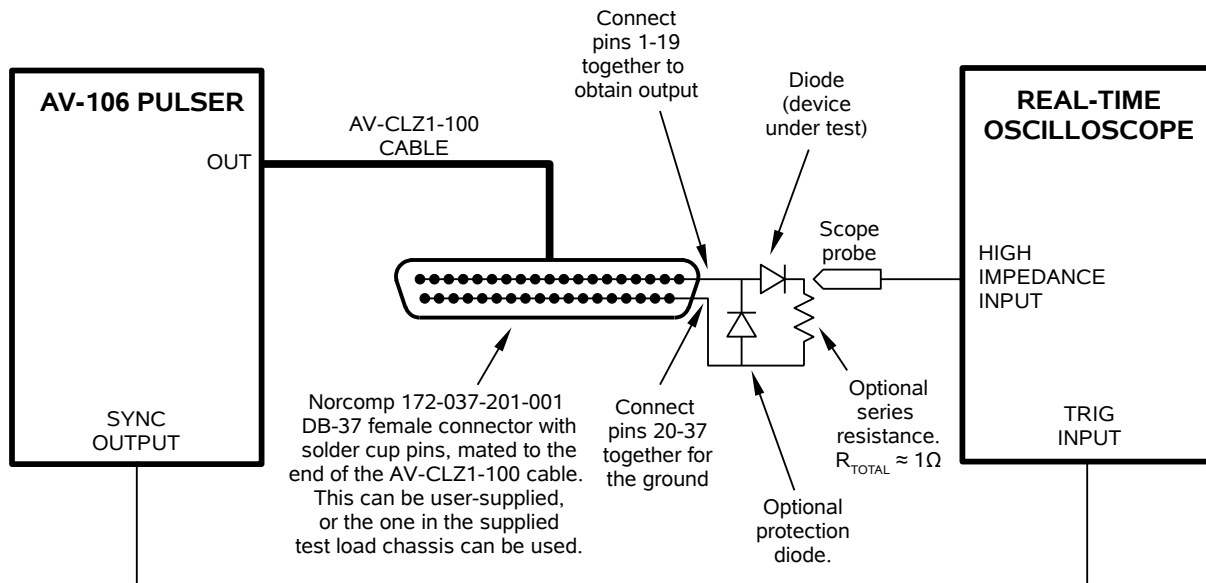 Connect
pins 1-19
together to
obtain output
Diode
(device
under test)
AV-106 PULSER
OUT
AV-CLZ1-100
CABLE
REAL-TIME
OSCILLOSCOPE
Scope
probe
HIGH
IMPEDANCE
INPUT
SYNC
OUTPUT
Norcomp 172-037-201-001
DB-37 female connector with
solder cup pins, mated to the
end of the AV-CLZ1-100 cable.
This can be user-supplied,
or the one in the supplied
test load chassis can be used.
Connect
pins 20-37
together for
the ground
Optional
protection
diode.
Optional
series
resistance.
R_TOTAL ≈ 1Ω
TRIG
INPUT